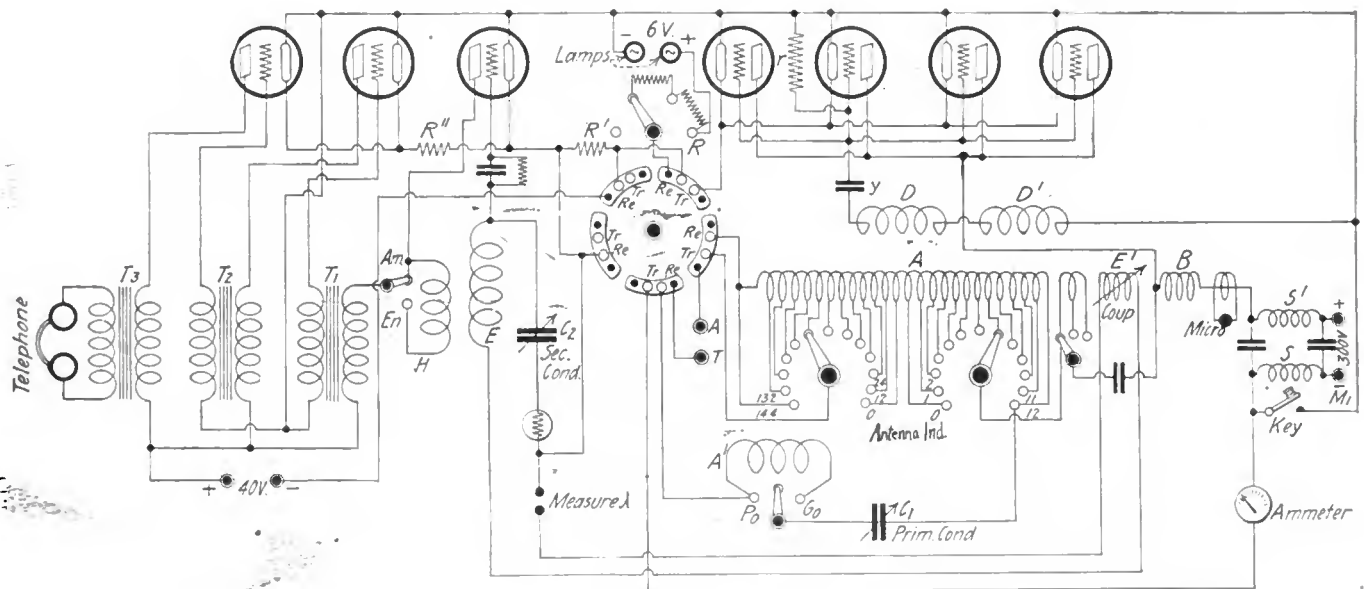 - 6V. +
Lamps
r
R"
R'
R
Tr
Re
Re
Tr
y
D
D'
Tr
Re
Re
Tr
Tr
Re
T3
T2
T1
Am
En
H
E
C2
Sec.
Cond.
A
T
A
E'
Coup
B
Micro
S'
+
300V
S
-
M1
Key
Telephone
132
144
24
12
0
2
1
0
11
12
Antenna Ind.
A'
Po
Go
C1
Prim. Cond
Measure λ
+ 40V. -
Ammeter